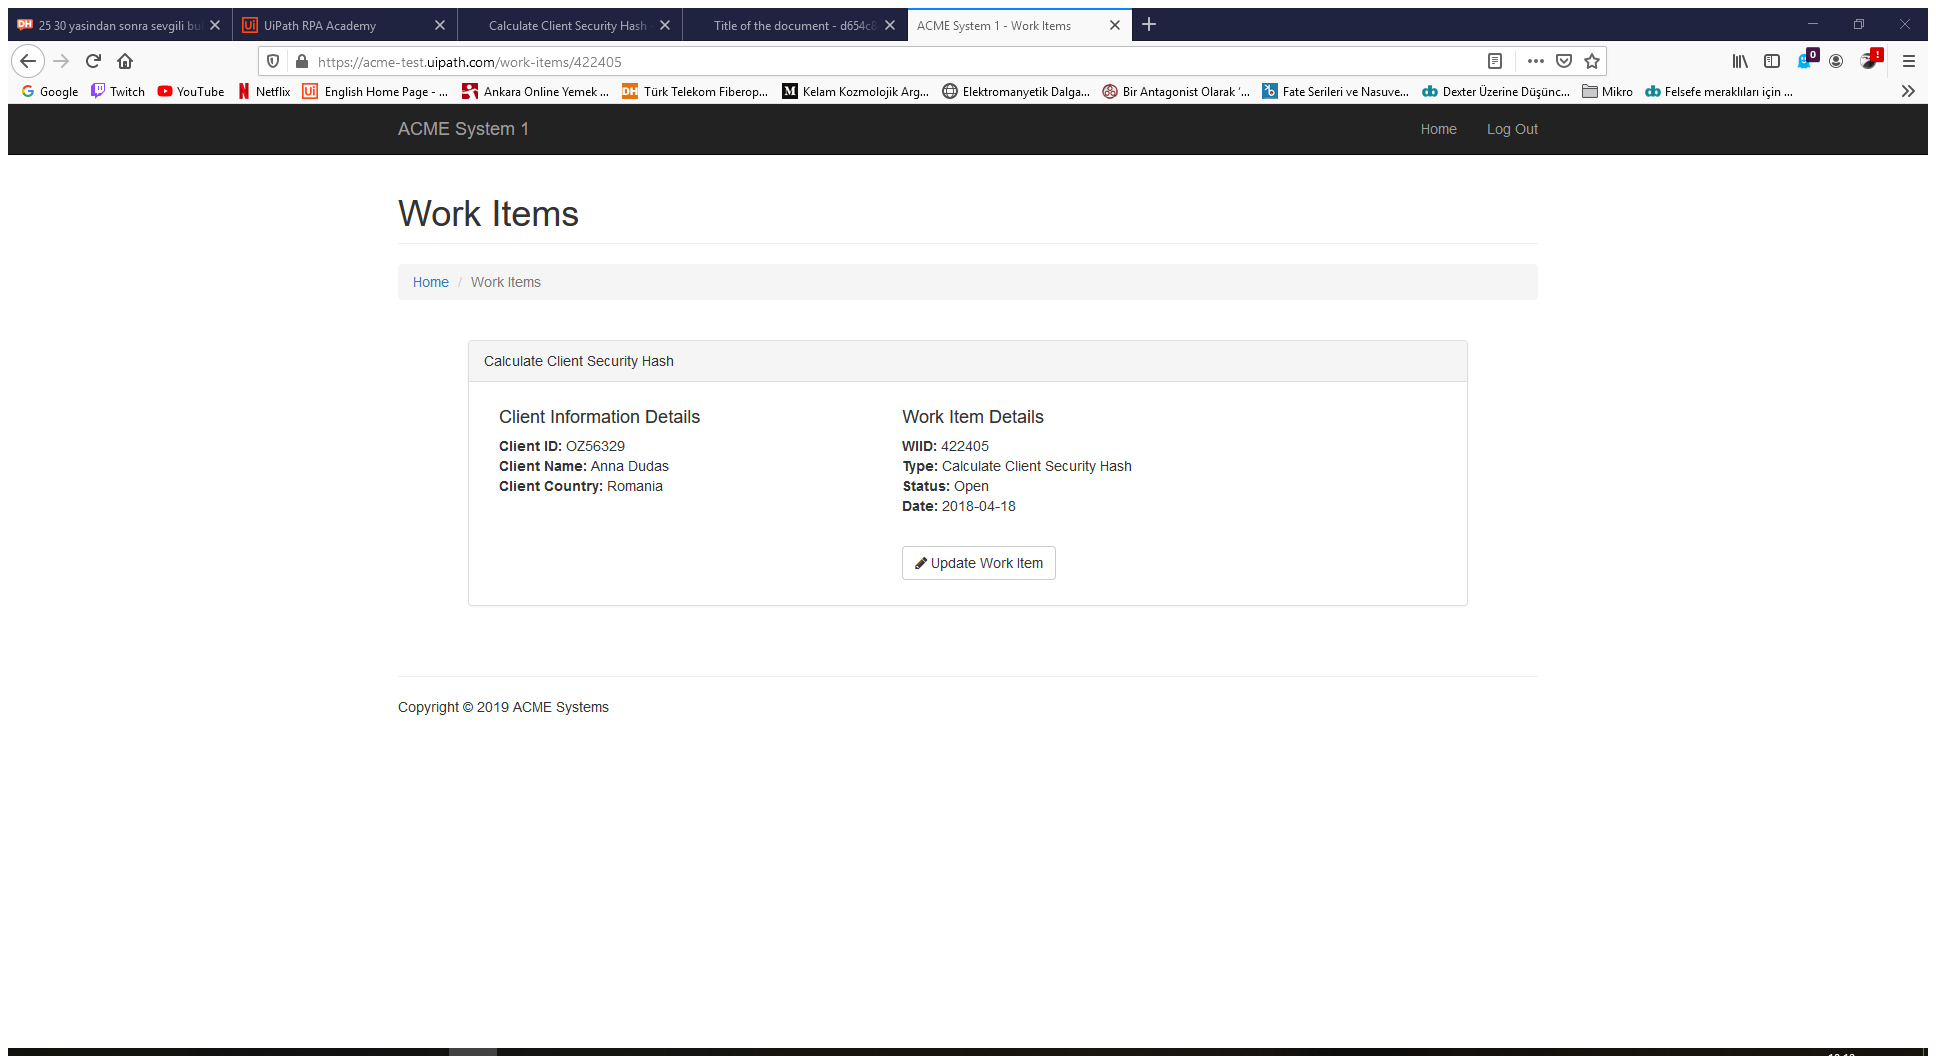 25 30 yasindan sonra sevgili bu
UiPath RPA Academy
Calculate Client Security Hash
Title of the document - d654c8
ACME System 1 - Work Items
https://acme-test.uipath.com/work-items/422405
0
!
Google
Twitch
YouTube
Netflix
English Home Page - ...
Ankara Online Yemek ...
DH Türk Telekom Fiberop...
M Kelam Kozmolojik Arg...
Elektromanyetik Dalga...
Bir Antagonist Olarak '...
Fate Serileri ve Nasuve...
Dexter Üzerine Düşünc...
Mikro
Felsefe meraklıları için ...
ACME System 1
Home
Log Out
Work Items
Home / Work Items
Calculate Client Security Hash
Client Information Details
Client ID: OZ56329
Client Name: Anna Dudas
Client Country: Romania
Work Item Details
WIID: 422405
Type: Calculate Client Security Hash
Status: Open
Date: 2018-04-18
Update Work Item
Copyright © 2019 ACME Systems